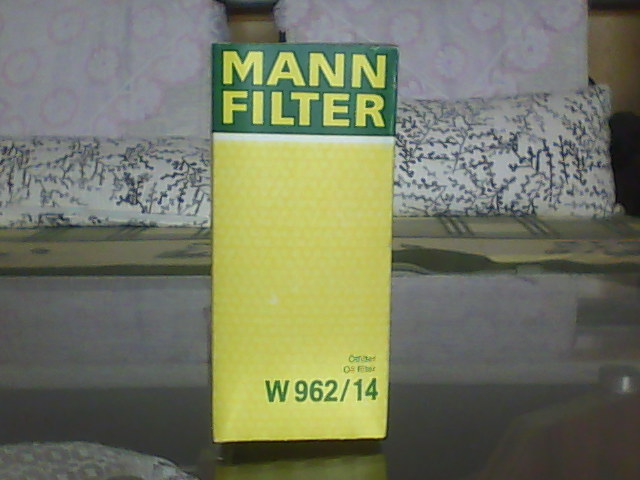 MANN
FILTER
Ölfilter
Oil Filter
W 962/14